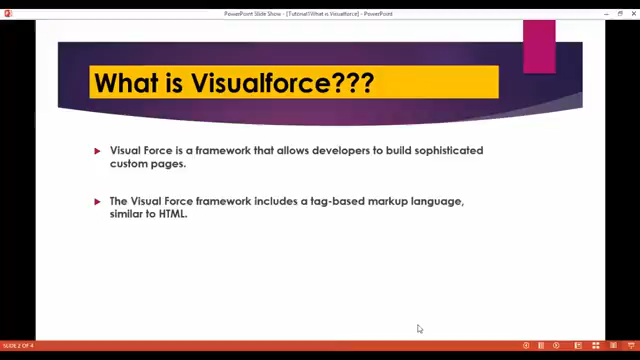 PowerPoint Slide Show - [Tutorial1What is Visualforce] - PowerPoint
What is Visualforce???
Visual Force is a framework that allows developers to build sophisticated
custom pages.
The Visual Force framework includes a tag-based markup language,
similar to HTML.
SLIDE 2 OF 4